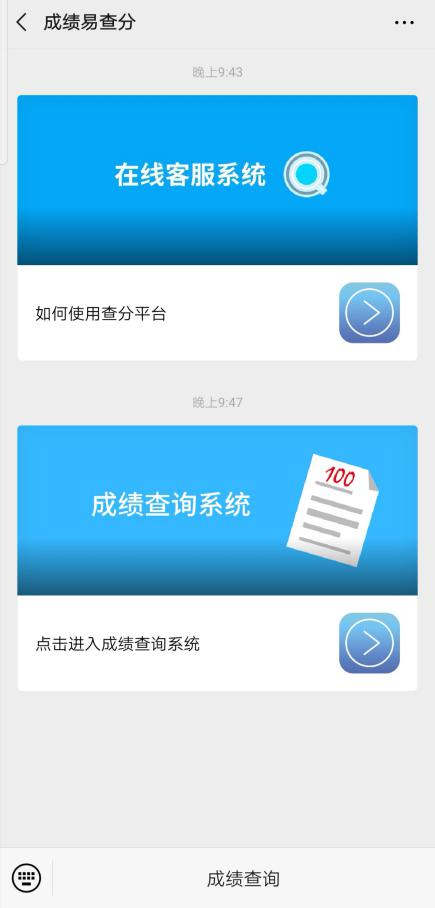 成绩易查分
晚上9:43
在线客服系统
如何使用查分平台
晚上9:47
成绩查询系统
100
点击进入成绩查询系统
成绩查询